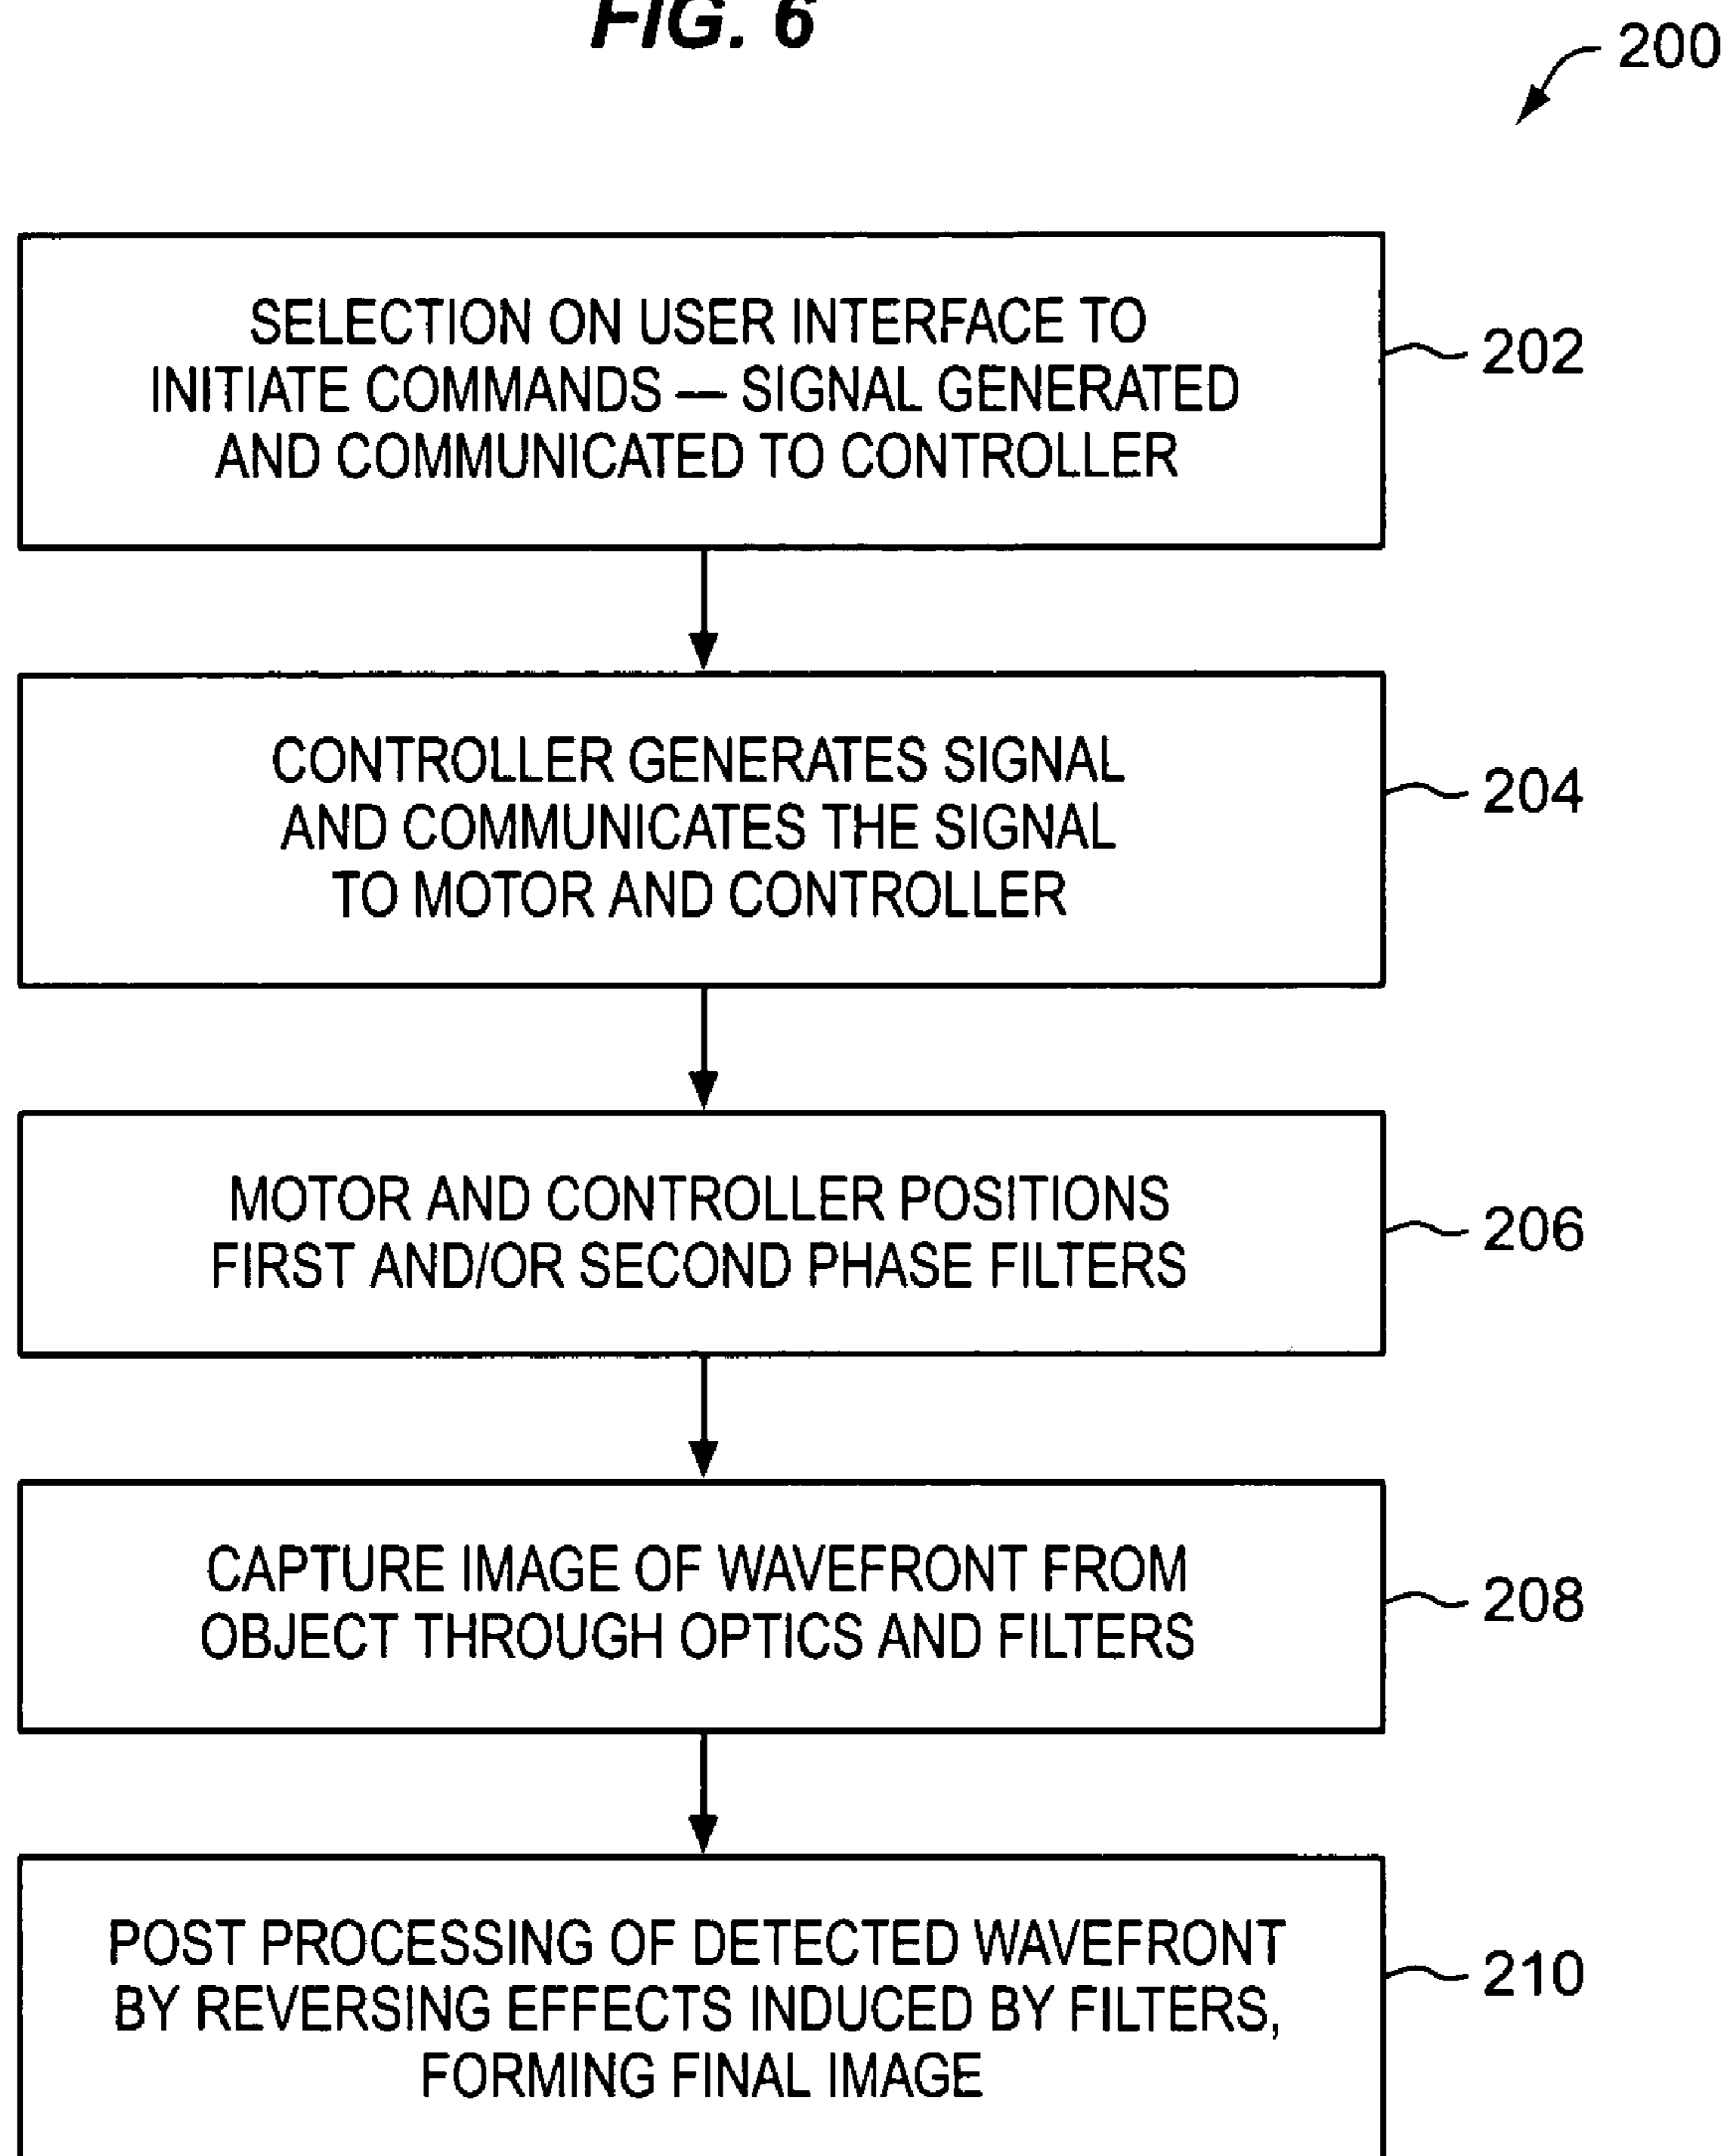 FIG. 6
200
SELECTION ON USER INTERFACE TO
INITIATE COMMANDS — SIGNAL GENERATED
AND COMMUNICATED TO CONTROLLER
202
CONTROLLER GENERATES SIGNAL
AND COMMUNICATES THE SIGNAL
TO MOTOR AND CONTROLLER
204
MOTOR AND CONTROLLER POSITIONS
FIRST AND/OR SECOND PHASE FILTERS
206
CAPTURE IMAGE OF WAVEFRONT FROM
OBJECT THROUGH OPTICS AND FILTERS
208
POST PROCESSING OF DETECTED WAVEFRONT
BY REVERSING EFFECTS INDUCED BY FILTERS,
FORMING FINAL IMAGE
210